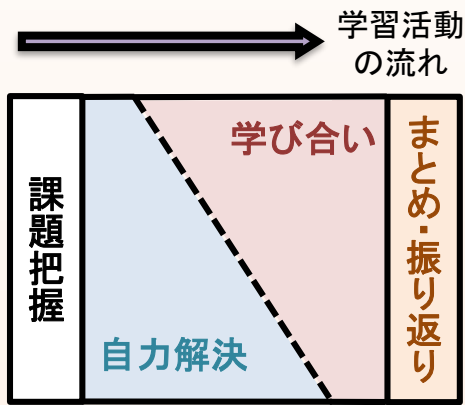 学習活動
の流れ
課題把握
自力解決
学び合い
まとめ・振り返り